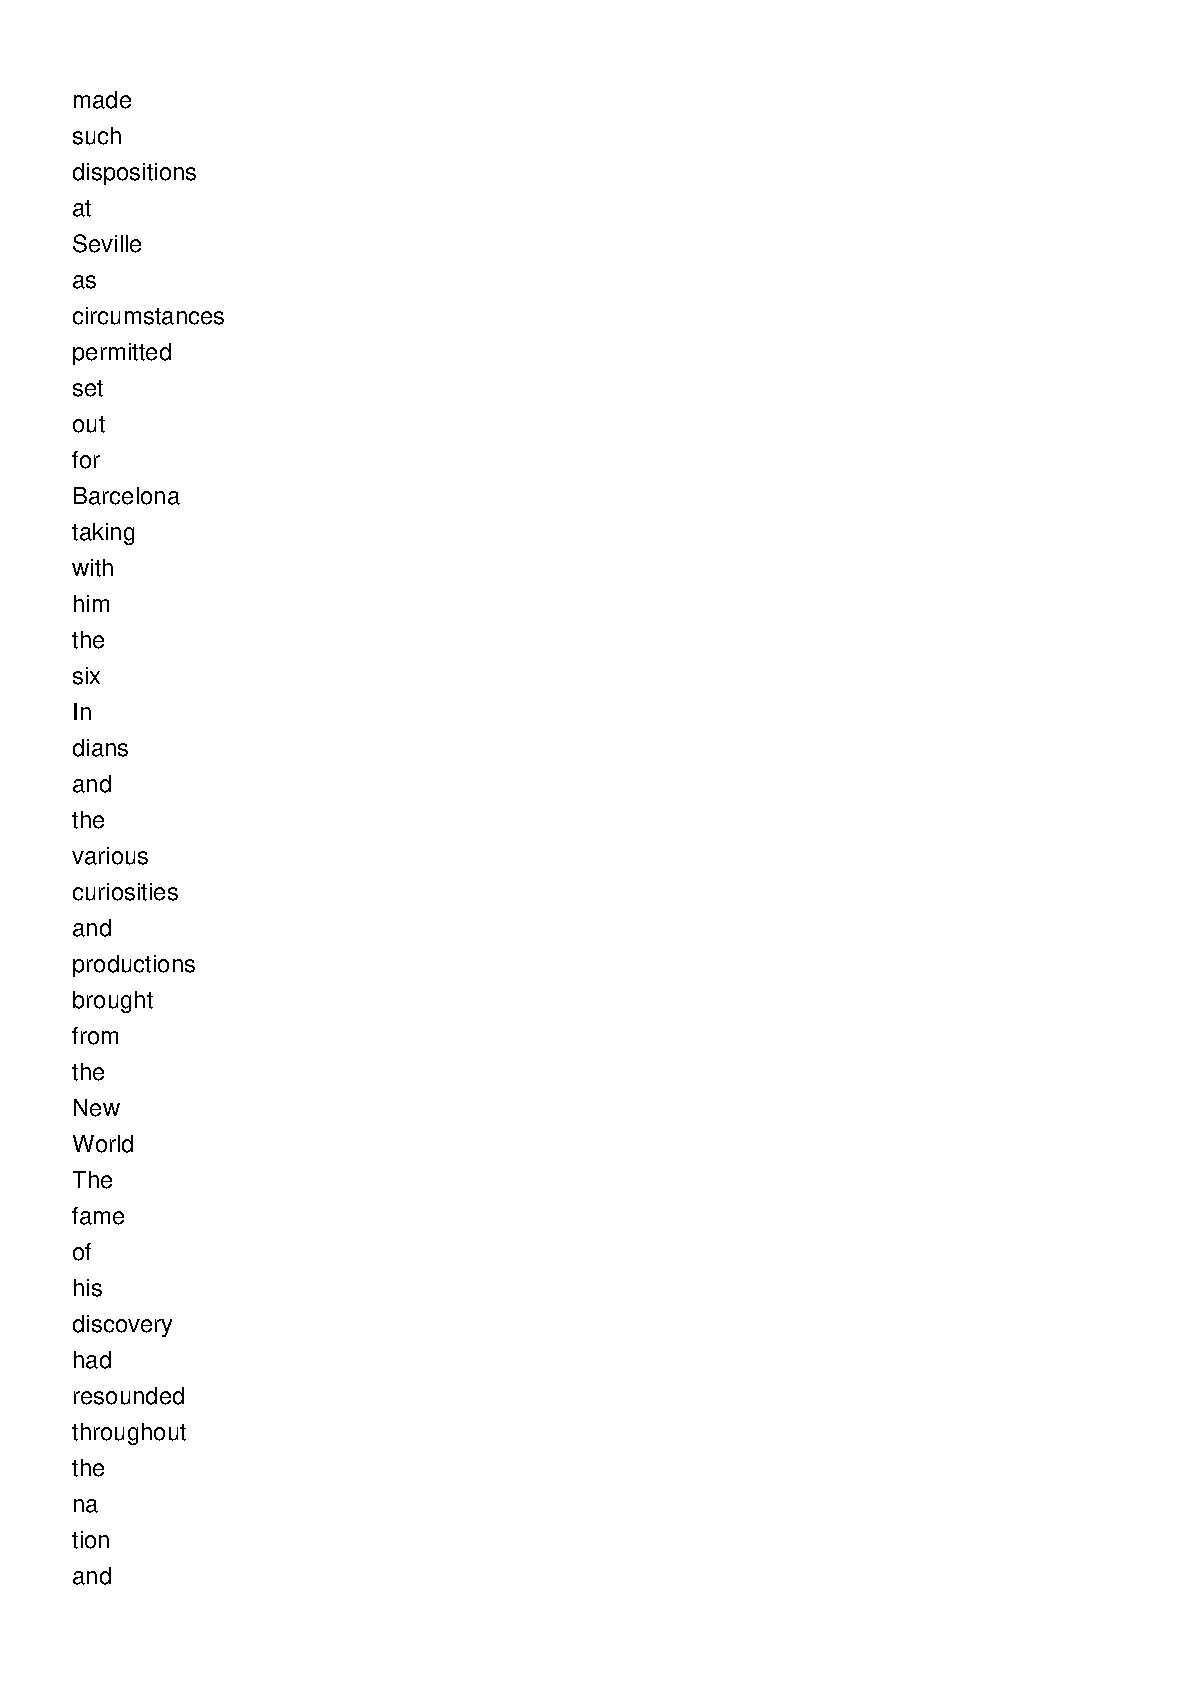 made
such
dispositions
at
Seville
as
circumstances
permitted
set
out
for
Barcelona
taking
with
him
the
six
In
dians
and
the
various
curiosities
and
productions
brought
from
the
New
World
The
fame
of
his
discovery
had
resounded
throughout
the
na
tion
and